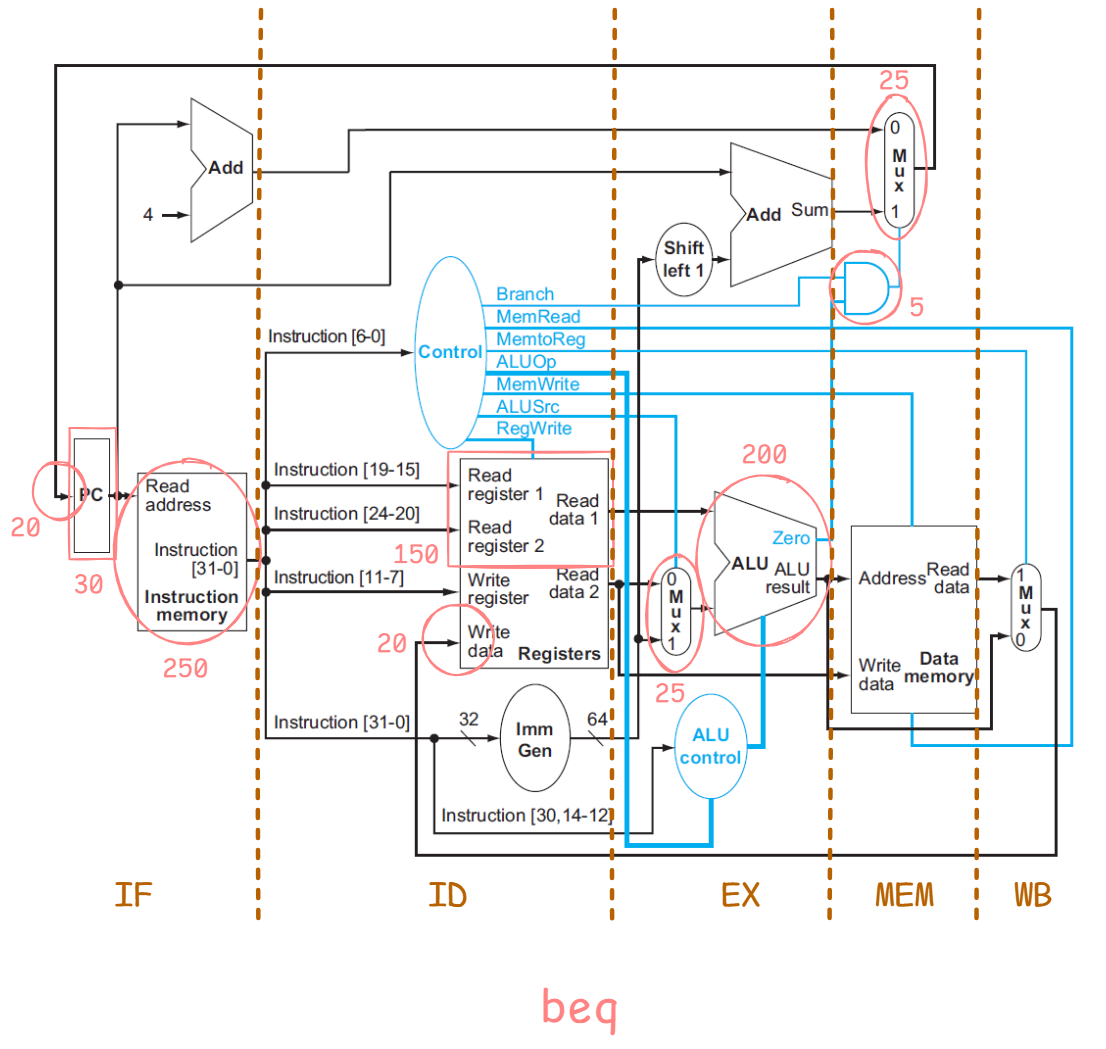 25
0
M
u
x
1
Add
4
Add Sum
Shift
left 1
5
Branch
MemRead
MemtoReg
ALUOp
MemWrite
ALUSrc
RegWrite
Control
Instruction [6-0]
200
Instruction [19-15]
Instruction [24-20]
Instruction [11-7]
Instruction [31-0]
PC
20
30
Read
address
Instruction
[31-0]
Instruction
memory
250
Read
register 1
Read
data 1
Read
register 2
150
Write
register
Read
data 2
20
Write
data
Registers
0
M
u
x
1
25
Zero
ALU
ALU
result
Address
Read
data
Write
data
Data
memory
1
M
u
x
0
32
Imm
Gen
64
ALU
control
Instruction [30,14-12]
IF
ID
EX
MEM
WB
beq